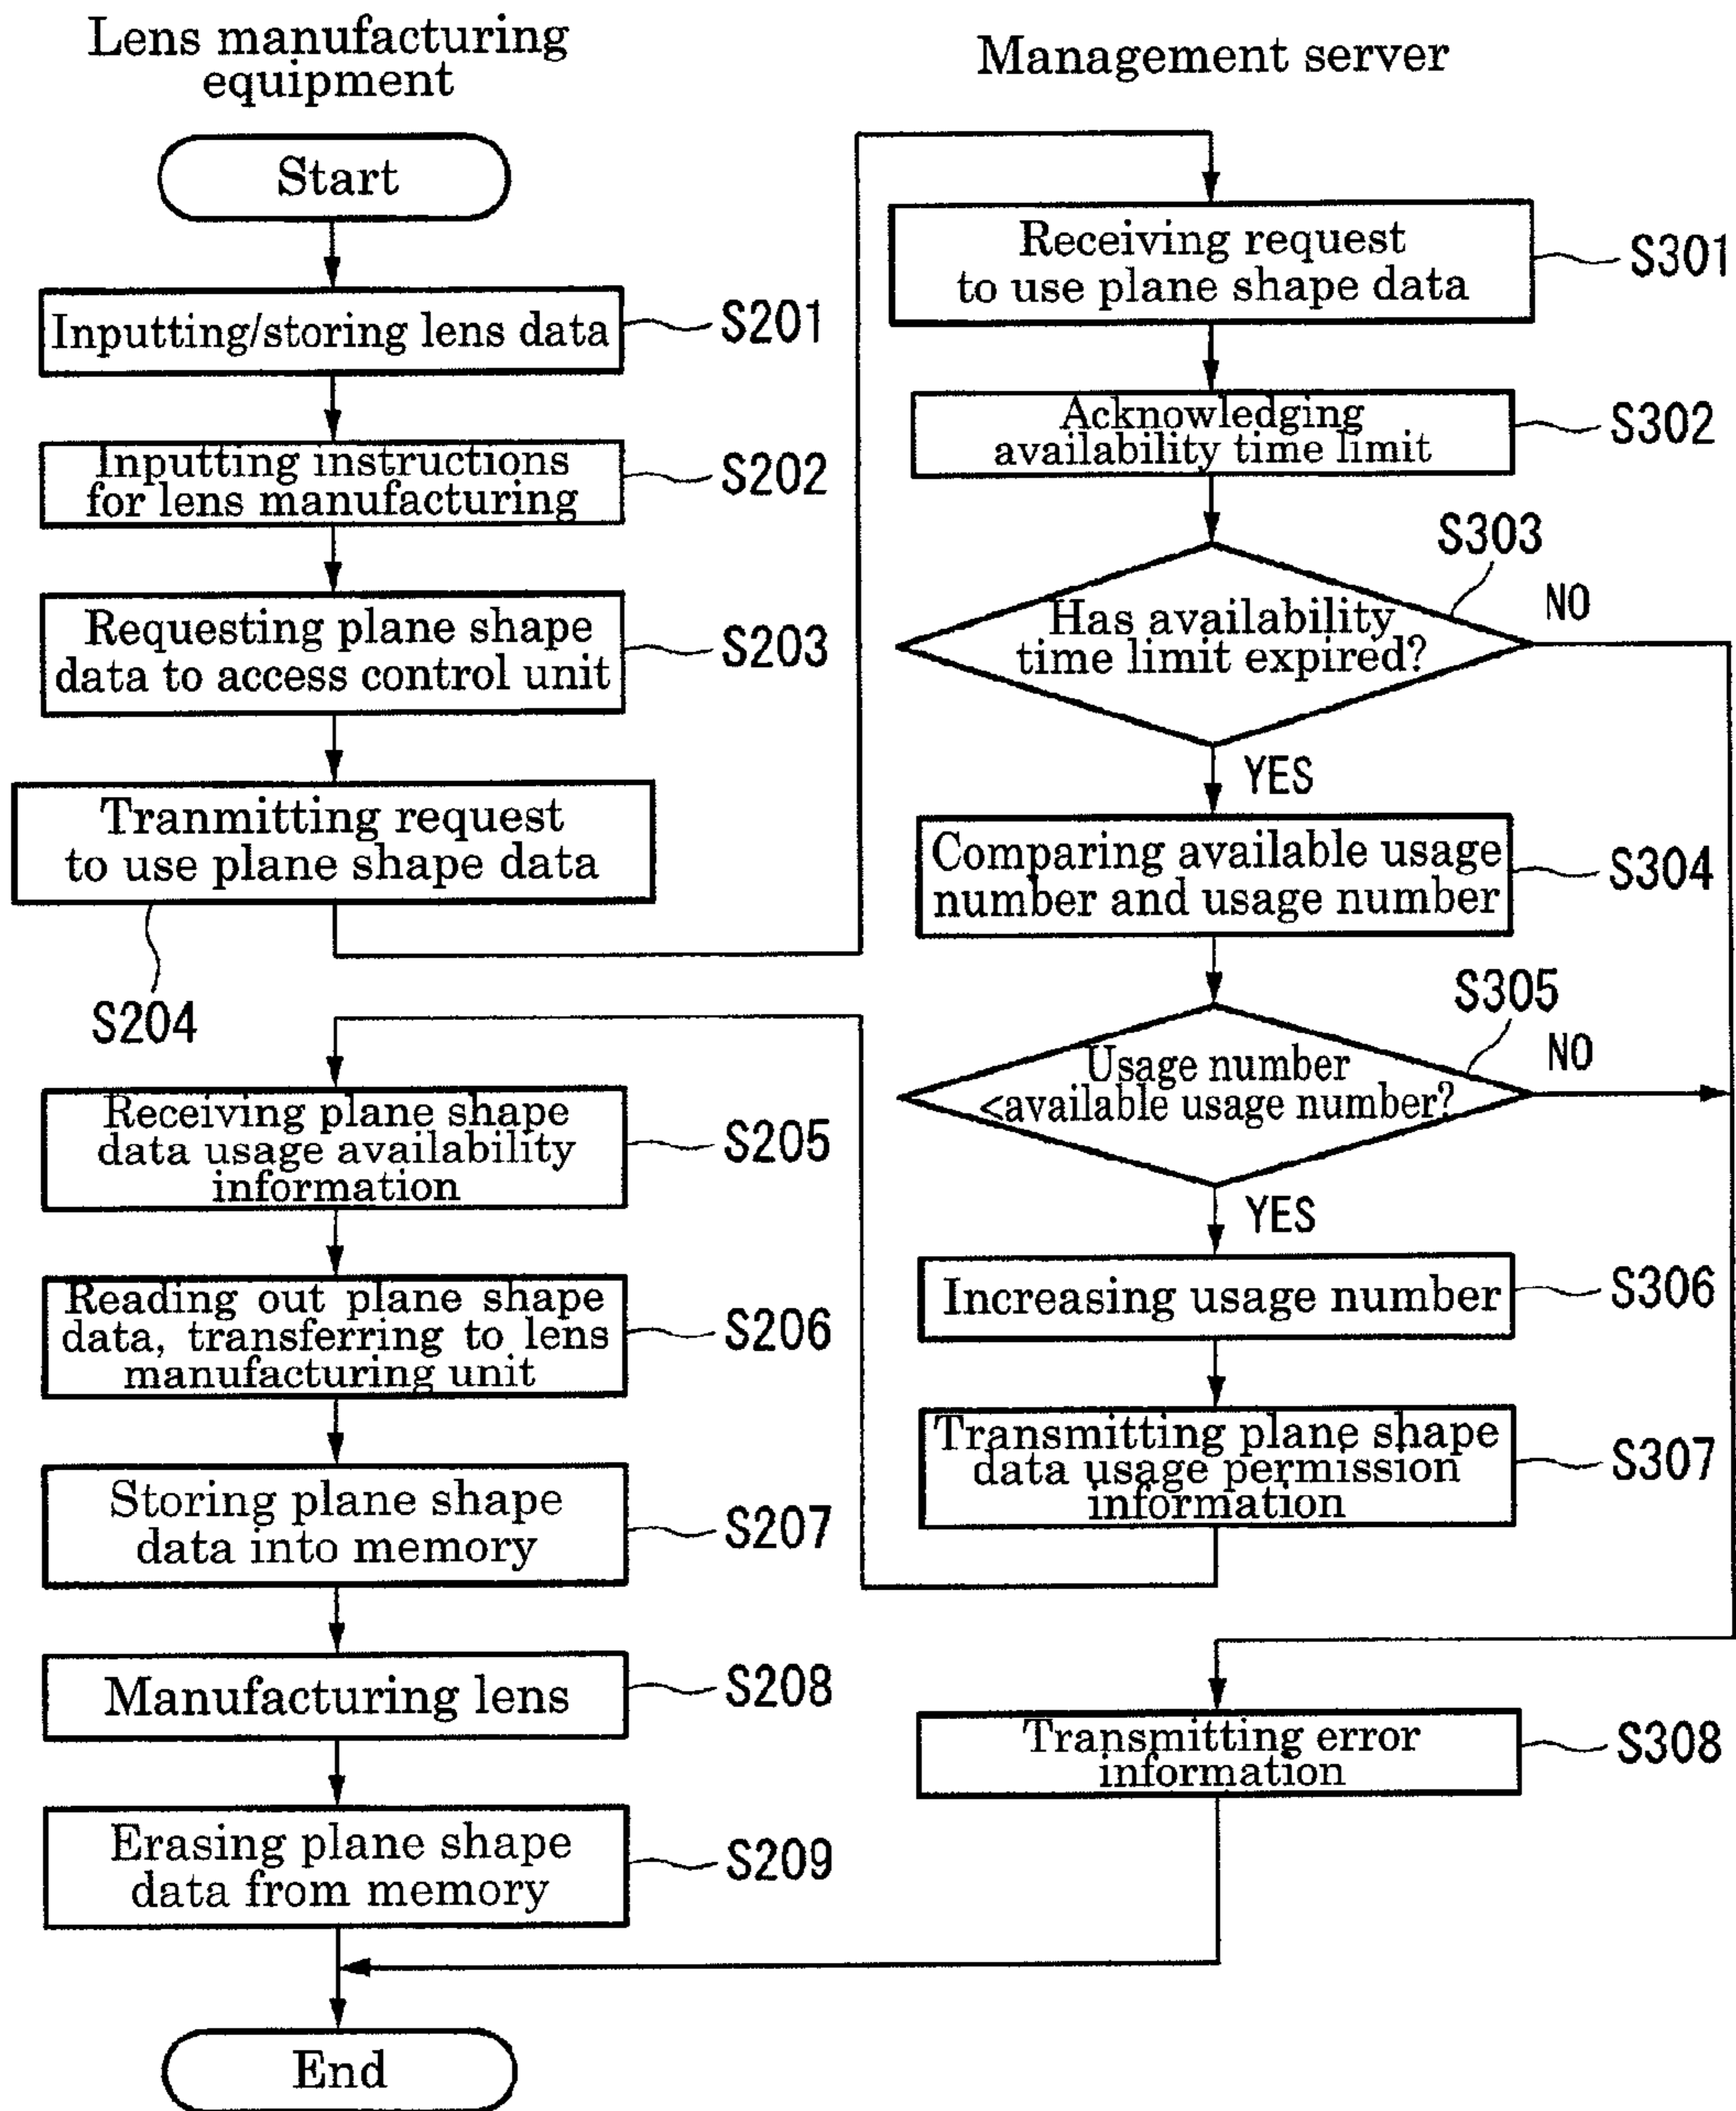 Lens manufacturing
equipment
Start
Inputting/storing lens data
S201
Inputting instructions
for lens manufacturing
S202
Requesting plane shape
data to access control unit
S203
Tranmitting request
to use plane shape data
S204
Receiving plane shape
data usage availability
information
S205
Reading out plane shape
data, transferring to lens
manufacturing unit
S206
Storing plane shape
data into memory
S207
Manufacturing lens
S208
Erasing plane shape
data from memory
S209
End
Management server
Receiving request
to use plane shape data
S301
Acknowledging
availability time limit
S302
S303
Has availability
time limit expired?
NO
YES
Comparing available usage
number and usage number
S304
S305
Usage number
<available usage number?
NO
YES
Increasing usage number
S306
Transmitting plane shape
data usage permission
information
S307
Transmitting error
information
S308